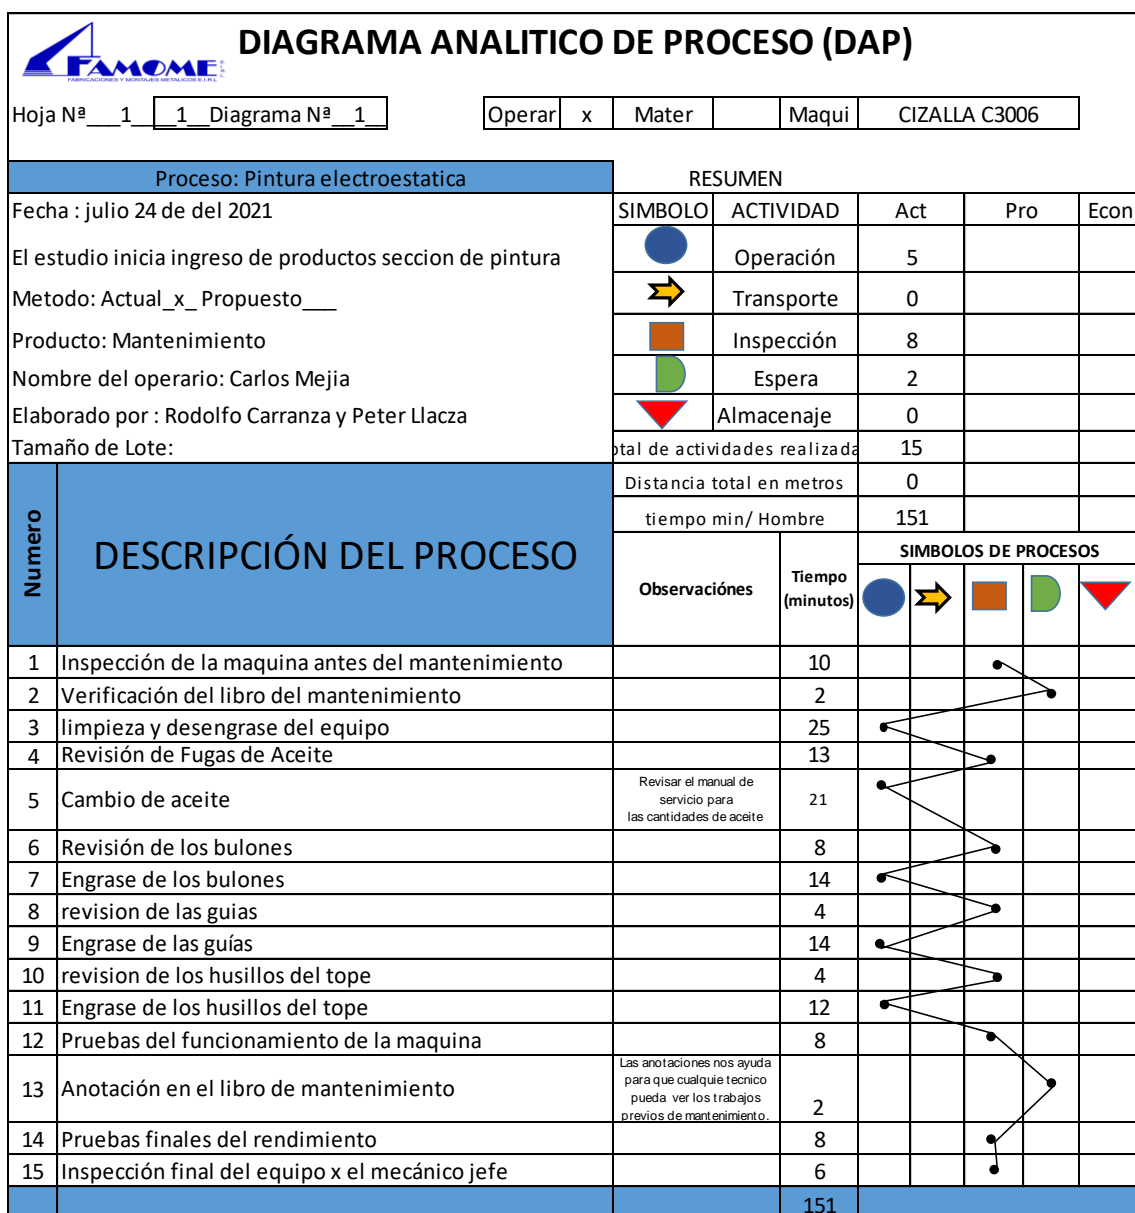 DIAGRAMA ANALITICO DE PROCESO (DAP)
FAMOME E.I.R.L
FABRICACIONES Y MONTAJES METALICOS E.I.R.L
Hoja Nª___1____1__Diagrama Nª__1__
Operar x Mater Maqui CIZALLA C3006
Proceso: Pintura electroestatica RESUMEN
Fecha : julio 24 de del 2021 SIMBOLO ACTIVIDAD Act Pro Econ
El estudio inicia ingreso de productos seccion de pintura Operación 5
Metodo: Actual_x_ Propuesto___ Transporte 0
Producto: Mantenimiento Inspección 8
Nombre del operario: Carlos Mejia Espera 2
Elaborado por : Rodolfo Carranza y Peter Llacza Almacenaje 0
Tamaño de Lote: otal de actividades realizada 15
Distancia total en metros 0
tiempo min/ Hombre 151
Numero DESCRIPCIÓN DEL PROCESO Observaciónes Tiempo (minutos) SIMBOLOS DE PROCESOS
1 Inspección de la maquina antes del mantenimiento 10
2 Verificación del libro del mantenimiento 2
3 limpieza y desengrase del equipo 25
4 Revisión de Fugas de Aceite 13
5 Cambio de aceite Revisar el manual de servicio para las cantidades de aceite 21
6 Revisión de los bulones 8
7 Engrase de los bulones 14
8 revision de las guias 4
9 Engrase de las guías 14
10 revision de los husillos del tope 4
11 Engrase de los husillos del tope 12
12 Pruebas del funcionamiento de la maquina 8
13 Anotación en el libro de mantenimiento Las anotaciones nos ayuda para que cualquie tecnico pueda ver los trabajos previos de mantenimiento. 2
14 Pruebas finales del rendimiento 8
15 Inspección final del equipo x el mecánico jefe 6
151